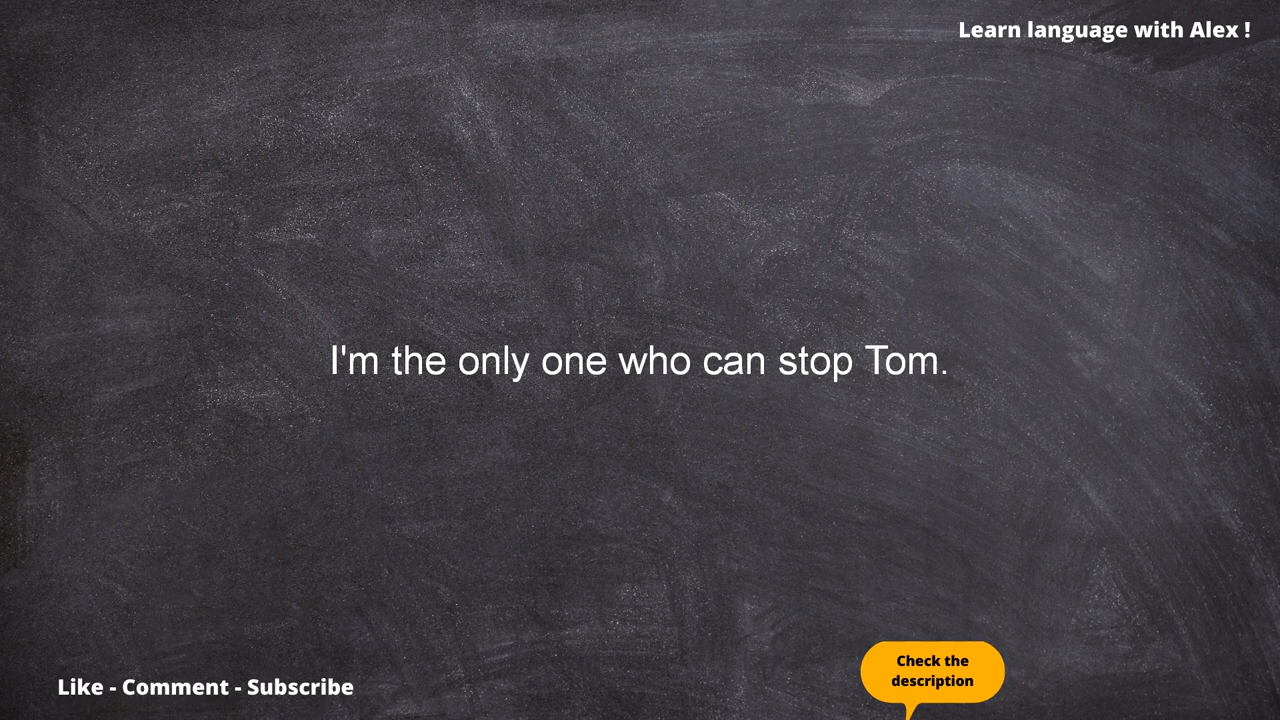 Learn language with Alex !
I'm the only one who can stop Tom.
Check the
description
Like - Comment - Subscribe